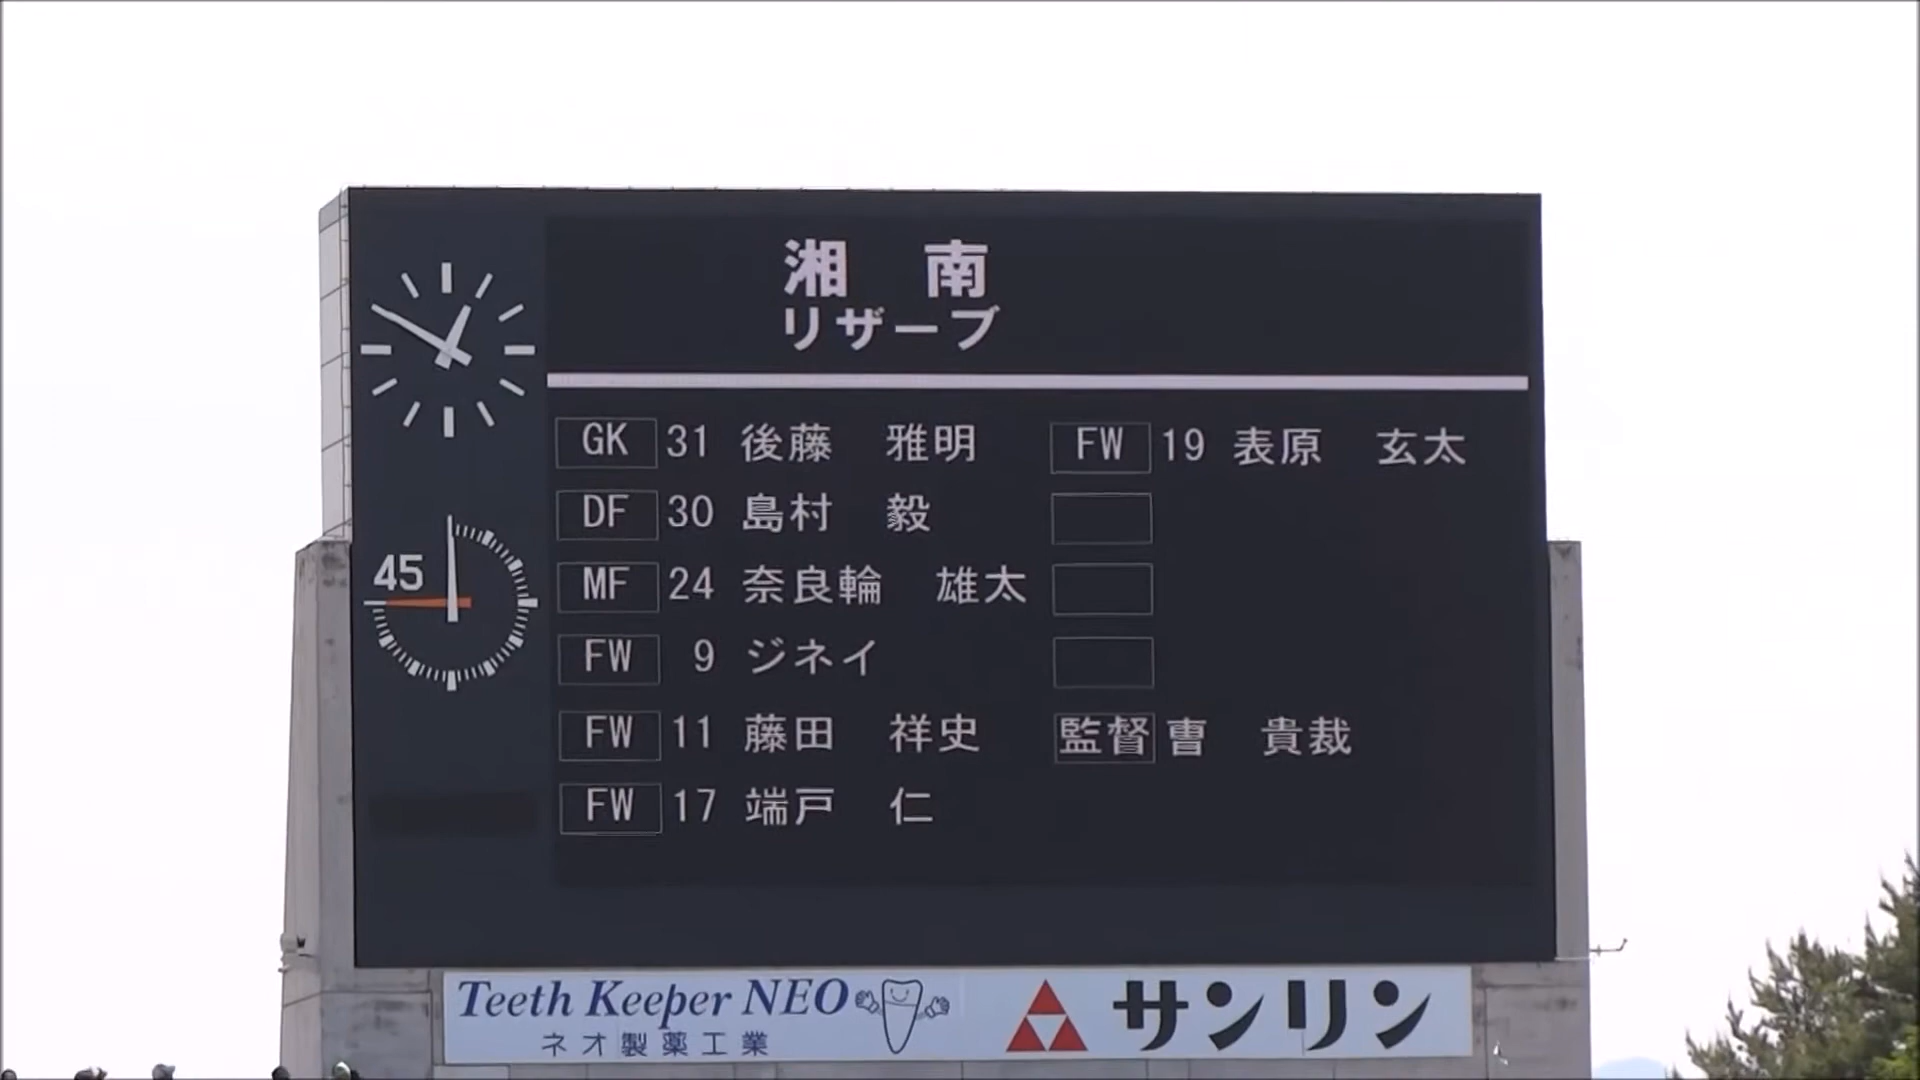 湘 南
リザーブ
GK 31 後藤 雅明 FW 19 表原 玄太
DF 30 島村 毅
MF 24 奈良輪 雄太
FW 9 ジネイ
FW 11 藤田 祥史 監督 曺 貴裁
FW 17 端戸 仁
45
Teeth Keeper NEO
ネオ製薬工業
サンリン